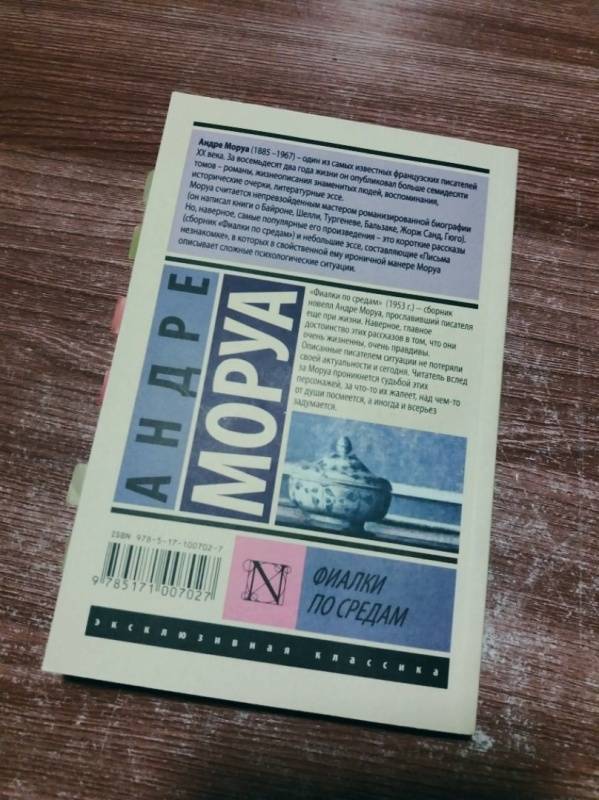 Андре Моруа (1885 – 1967) – один из самых известных французских писателей
XX века. За восемьдесят два года жизни он опубликовал больше семидесяти
томов – романы, жизнеописания знаменитых людей, воспоминания,
исторические очерки, литературные эссе.
Моруа считается непревзойденным мастером романизированной биографии
(он написал книги о Байроне, Шелли, Тургеневе, Бальзаке, Жорж Санд, Гюго).
Но, наверное, самые популярные его произведения – это короткие рассказы
(сборник «Фиалки по средам») и небольшие эссе, составляющие «Письма
незнакомке», в которых в свойственной ему ироничной манере Моруа
описывает сложные психологические ситуации.
АНДРЕ
МОРУА
«Фиалки по средам» (1953 г.) – сборник
новелл Андре Моруа, прославивший писателя
еще при жизни. Наверное, главное
достоинство этих рассказов в том, что они
очень жизненны, очень правдивы.
Описанные писателем ситуации не потеряли
своей актуальности и сегодня. Читатель вслед
за Моруа проникнется судьбой этих
персонажей, за что-то их жалеет, над чем-то
от души посмеется, а иногда и всерьез
задумается.
ISBN 978-5-17-100702-7
9 785171 007027
N
ФИАЛКИ
ПО СРЕДАМ
эксклюзивная классика